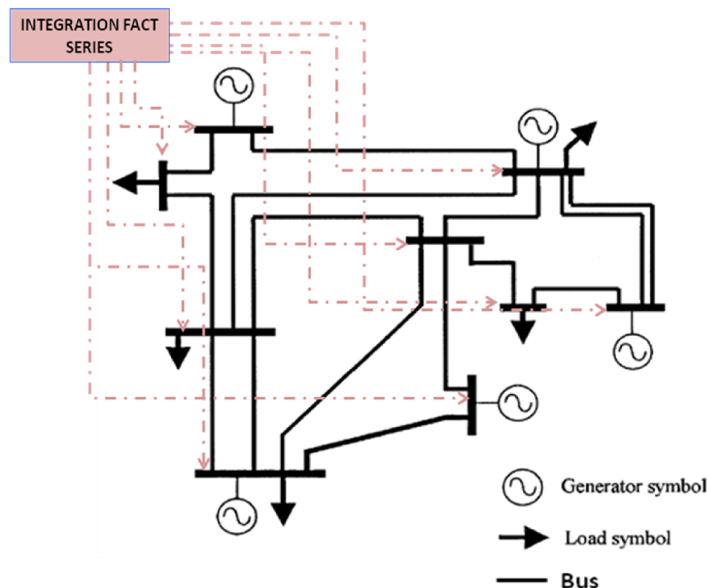 INTEGRATION FACT
SERIES
Generator symbol
Load symbol
Bus